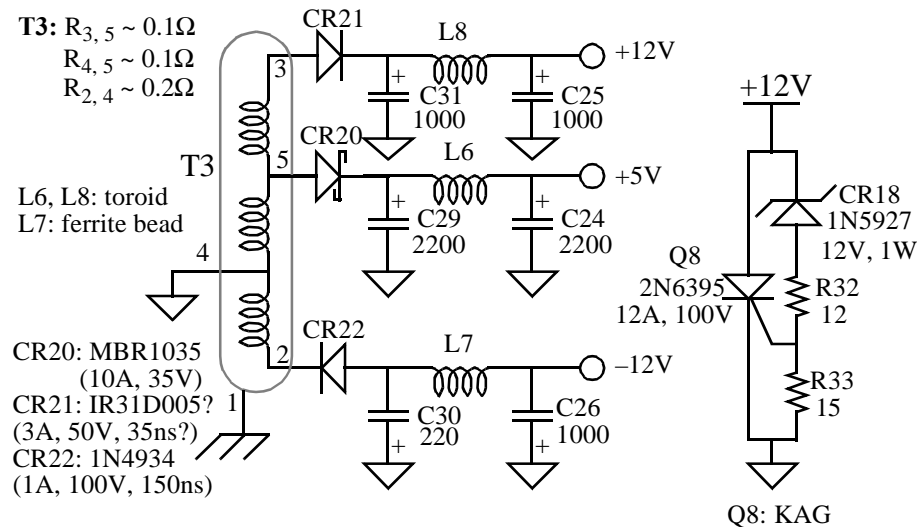 T3: R3, 5 ~ 0.1Ω
R4, 5 ~ 0.1Ω
R2, 4 ~ 0.2Ω
CR21
L8
+12V
3
+
C31
1000
+
C25
1000
T3
5
CR20
L6
+5V
+
C29
2200
+
C24
2200
L6, L8: toroid
L7: ferrite bead
4
2
CR22
L7
–12V
C30
220
+
C26
1000
+
1
CR20: MBR1035
(10A, 35V)
CR21: IR31D005?
(3A, 50V, 35ns?)
CR22: 1N4934
(1A, 100V, 150ns)
+12V
CR18
1N5927
12V, 1W
Q8
2N6395
12A, 100V
R32
12
R33
15
Q8: KAG